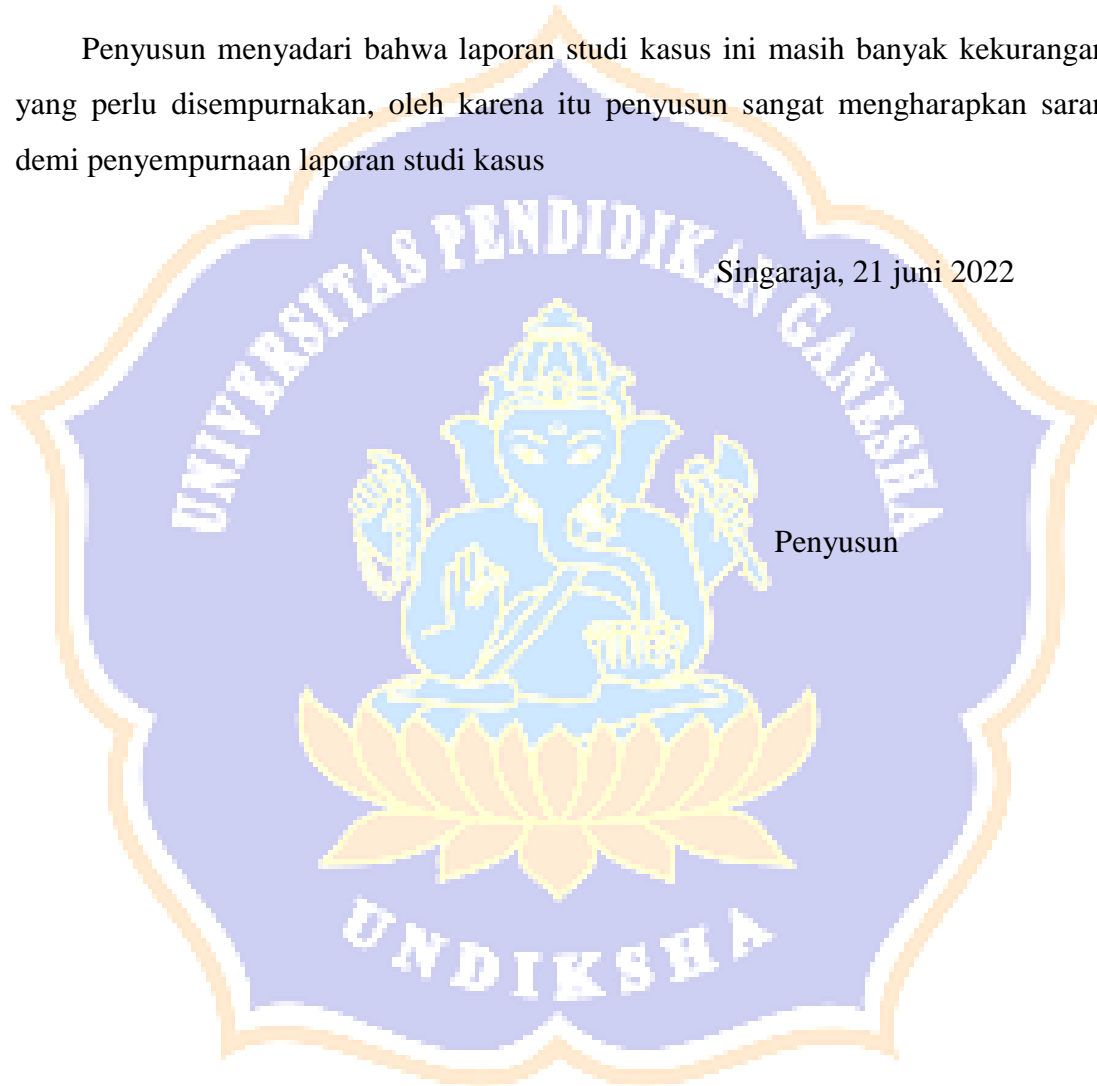 Penyusun menyadari bahwa laporan studi kasus ini masih banyak kekurangan
yang perlu disempurnakan, oleh karena itu penyusun sangat mengharapkan saran
demi penyempurnaan laporan studi kasus
UNIVERSITAS PENDIDIKAN GANESHA
Singaraja, 21 juni 2022
Penyusun
UNDIKSHA